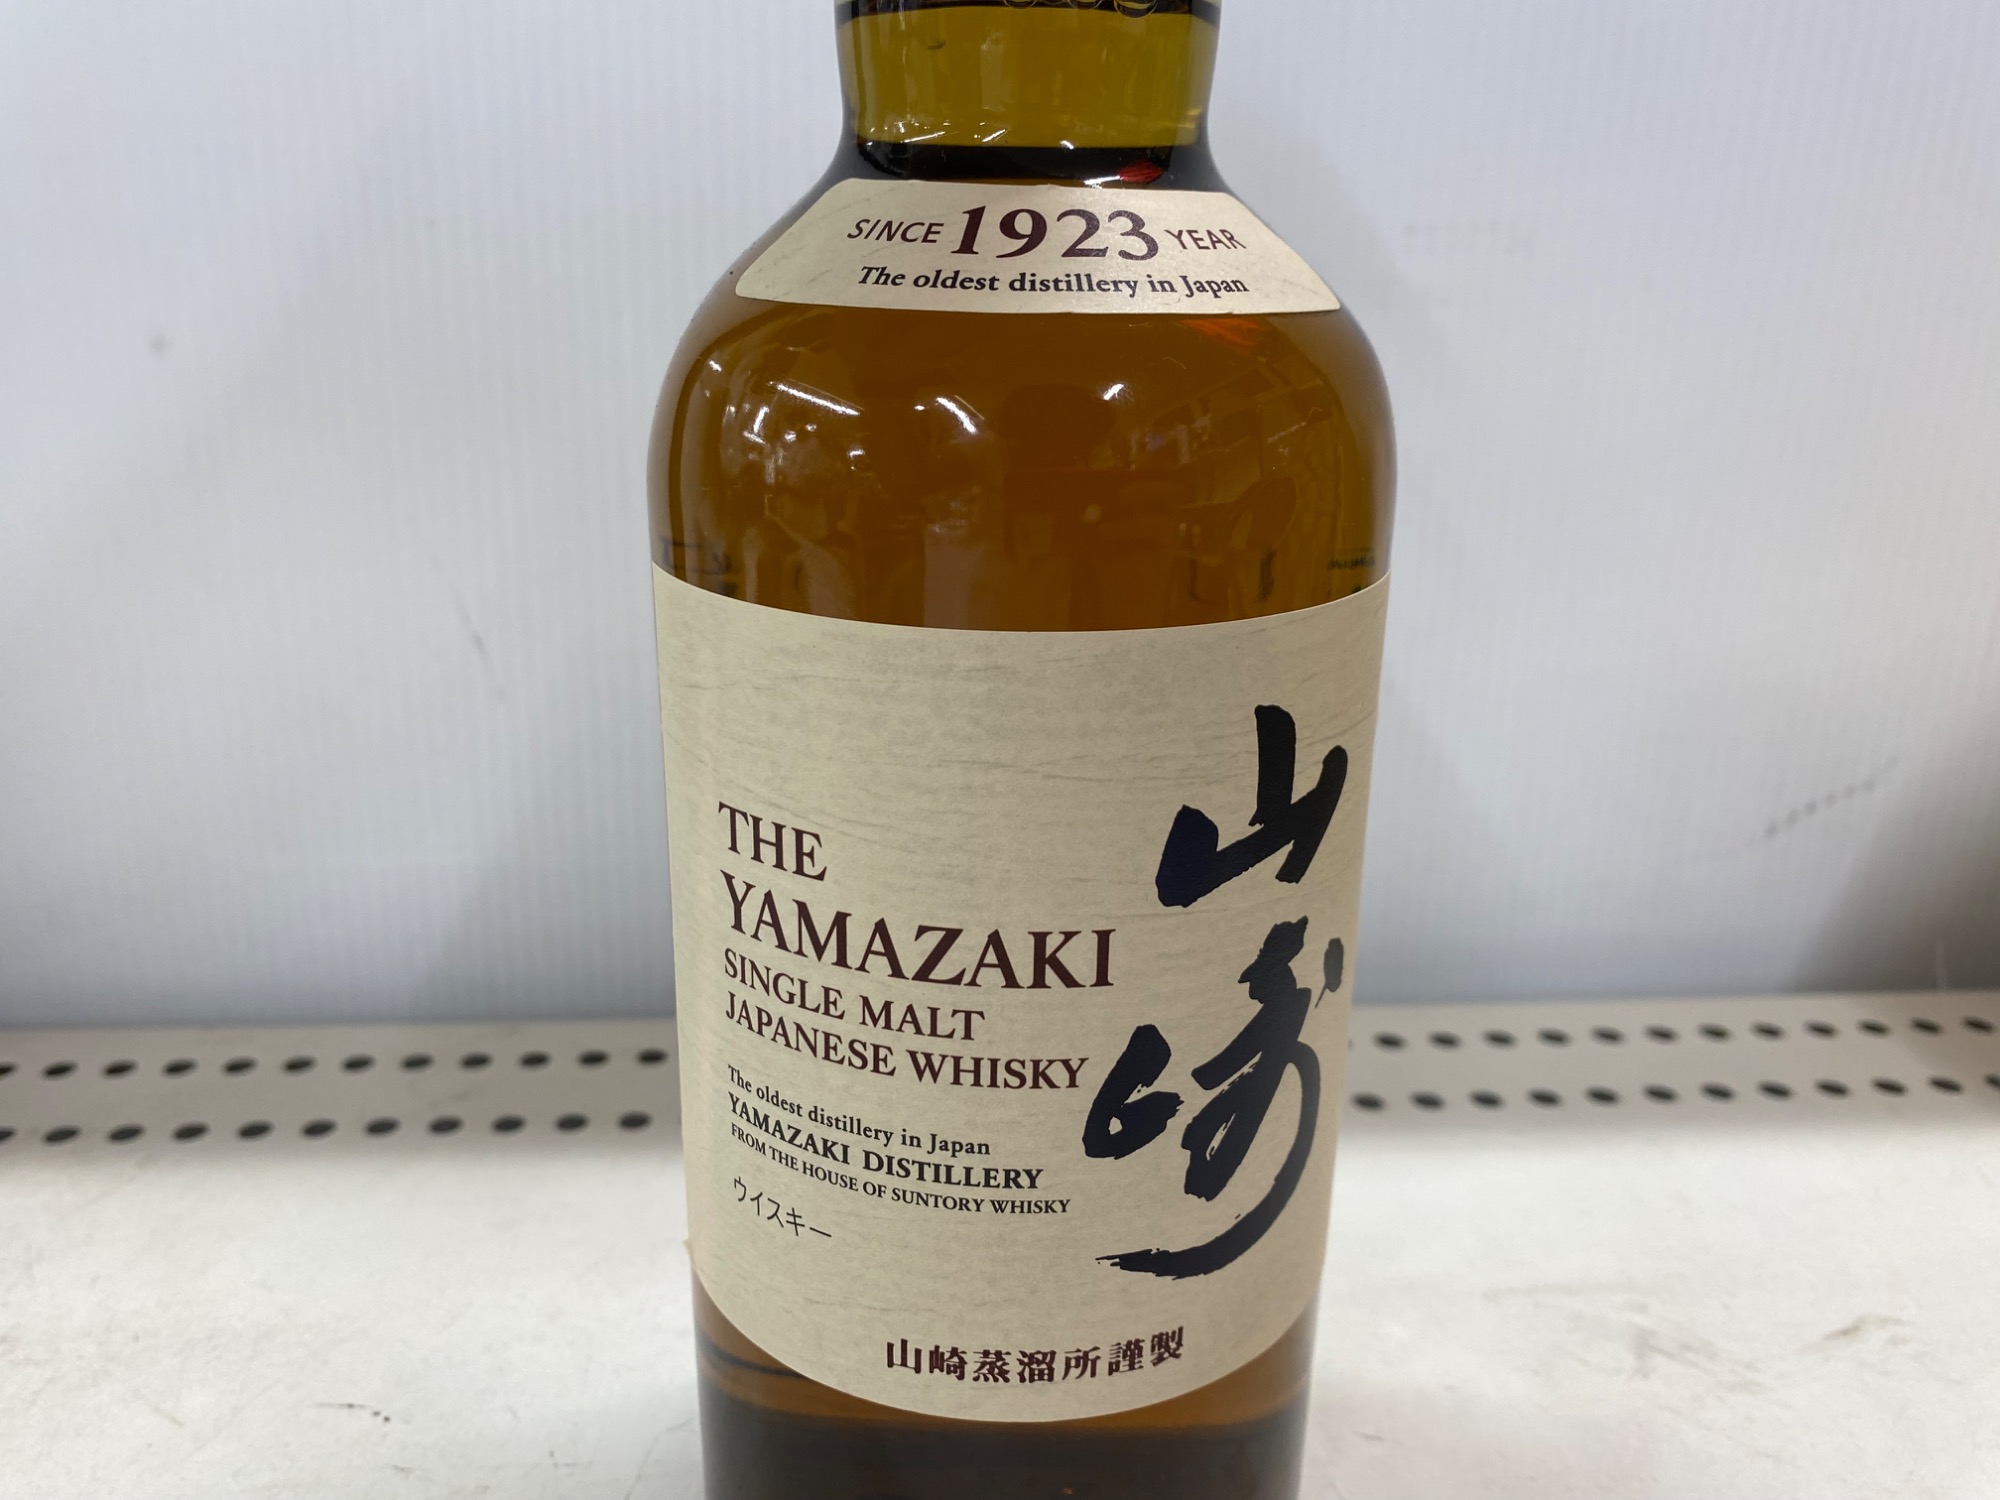 SINCE 1923 YEAR
The oldest distillery in Japan
山崎
THE
YAMAZAKI
SINGLE MALT
JAPANESE WHISKY
The oldest distillery in Japan
YAMAZAKI DISTILLERY
FROM THE HOUSE OF SUNTORY WHISKY
ウイスキー
山崎蒸溜所謹製